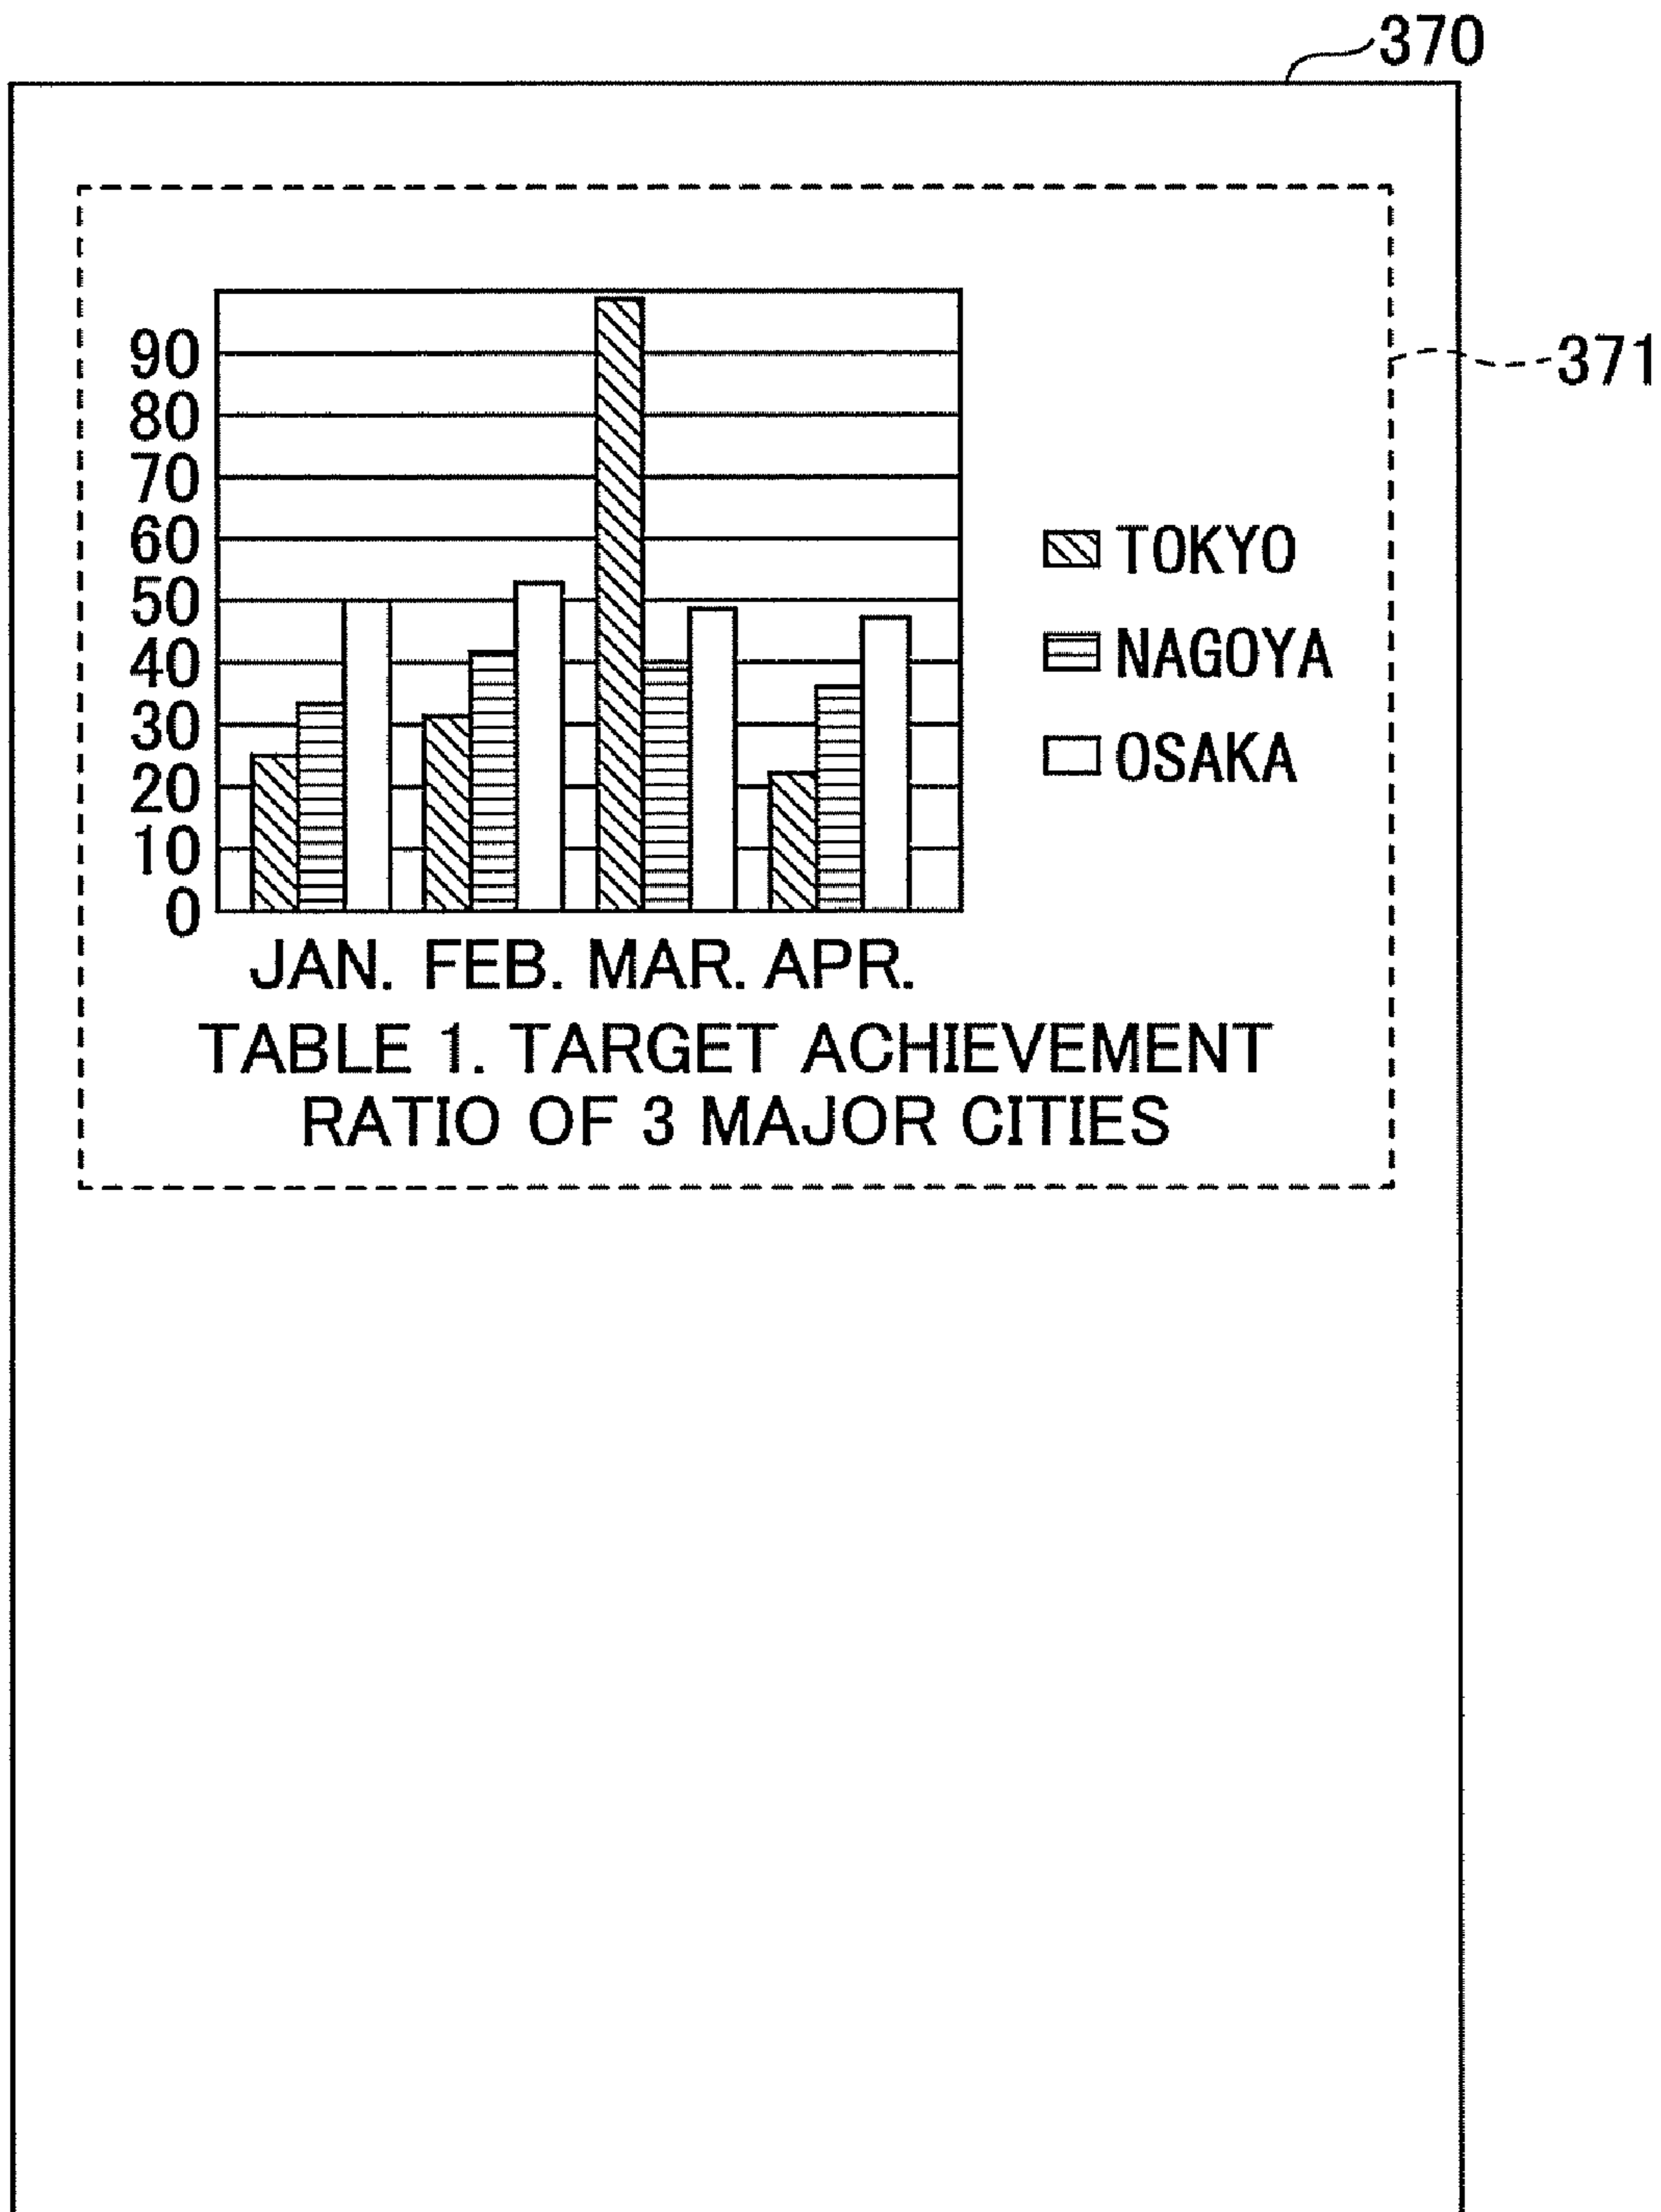 370
371
90
80
70
60
50
40
30
20
10
0
TOKYO
NAGOYA
OSAKA
JAN. FEB. MAR. APR.
TABLE 1. TARGET ACHIEVEMENT
RATIO OF 3 MAJOR CITIES